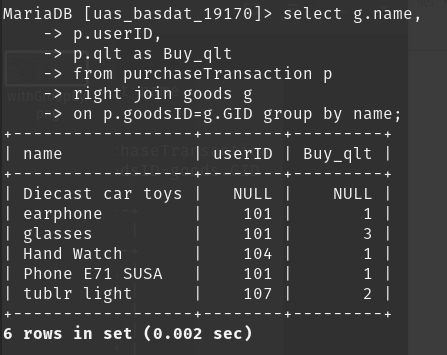 MariaDB [uas_basdat_19170]> select g.name,
    -> p.userID,
    -> p.qlt as Buy_qlt
    -> from purchaseTransaction p
    -> right join goods g
    -> on p.goodsID=g.GID group by name;
+------------------+--------+---------+
| name             | userID | Buy_qlt |
+------------------+--------+---------+
| Diecast car toys |   NULL |    NULL |
| earphone         |    101 |       1 |
| glasses          |    101 |       3 |
| Hand Watch       |    104 |       1 |
| Phone E71 SUSA   |    101 |       1 |
| tublr light      |    107 |       2 |
+------------------+--------+---------+
6 rows in set (0.002 sec)